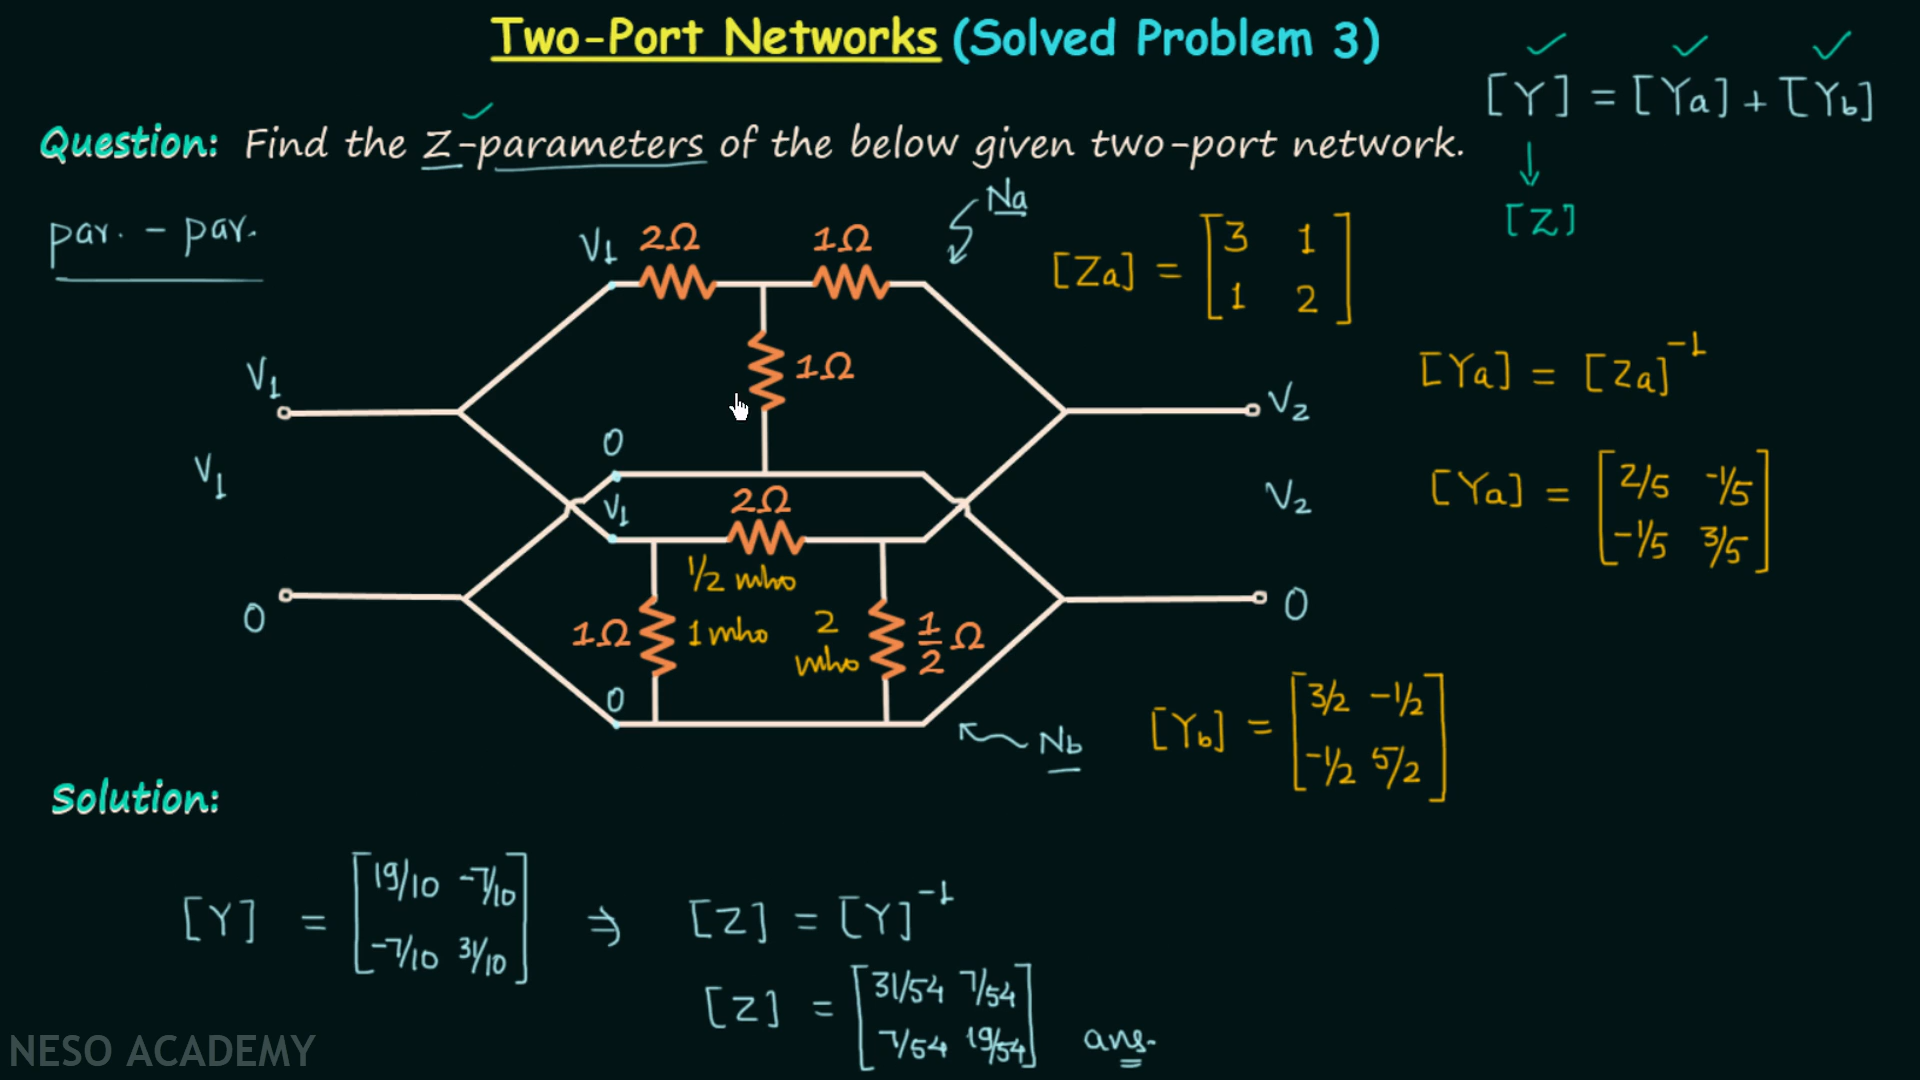 Two-Port Networks (Solved Problem 3)
[Y] = [Ya] + [Yb]
Question: Find the Z-parameters of the below given two-port network.
[Z]
par. - par.
Na
V1 2Ω 1Ω
[Za] = [3 1
1 2]
1Ω
V1
V2
[Ya] = [Za]^-1
0
V1
V1
2Ω
V2
[Ya] = [2/5 -1/5
-1/5 3/5]
1/2 mho
0
1Ω 1 mho 2 mho 1/2 Ω
0
0
Nb
[Yb] = [3/2 -1/2
-1/2 5/2]
Solution:
[Y] = [19/10 -7/10
-7/10 31/10]
⇒ [Z] = [Y]^-1
[Z] = [31/54 7/54
7/54 19/54] ans.
NESO ACADEMY